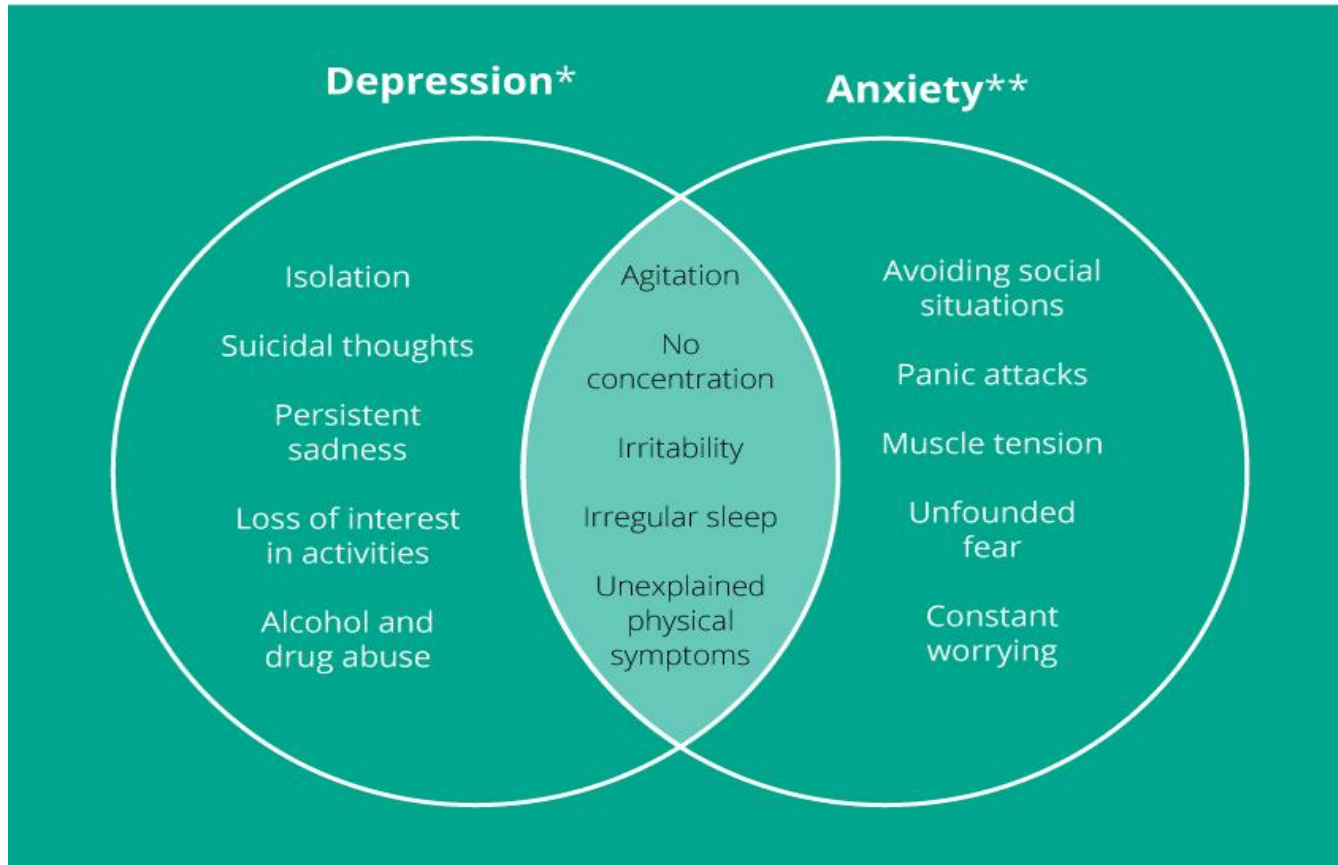 Depression*
Isolation
Suicidal thoughts
Persistent
sadness
Loss of interest
in activities
Alcohol and
drug abuse
Agitation
No
concentration
Irritability
Irregular sleep
Unexplained
physical
symptoms
Anxiety**
Avoiding social
situations
Panic attacks
Muscle tension
Unfounded
fear
Constant
worrying